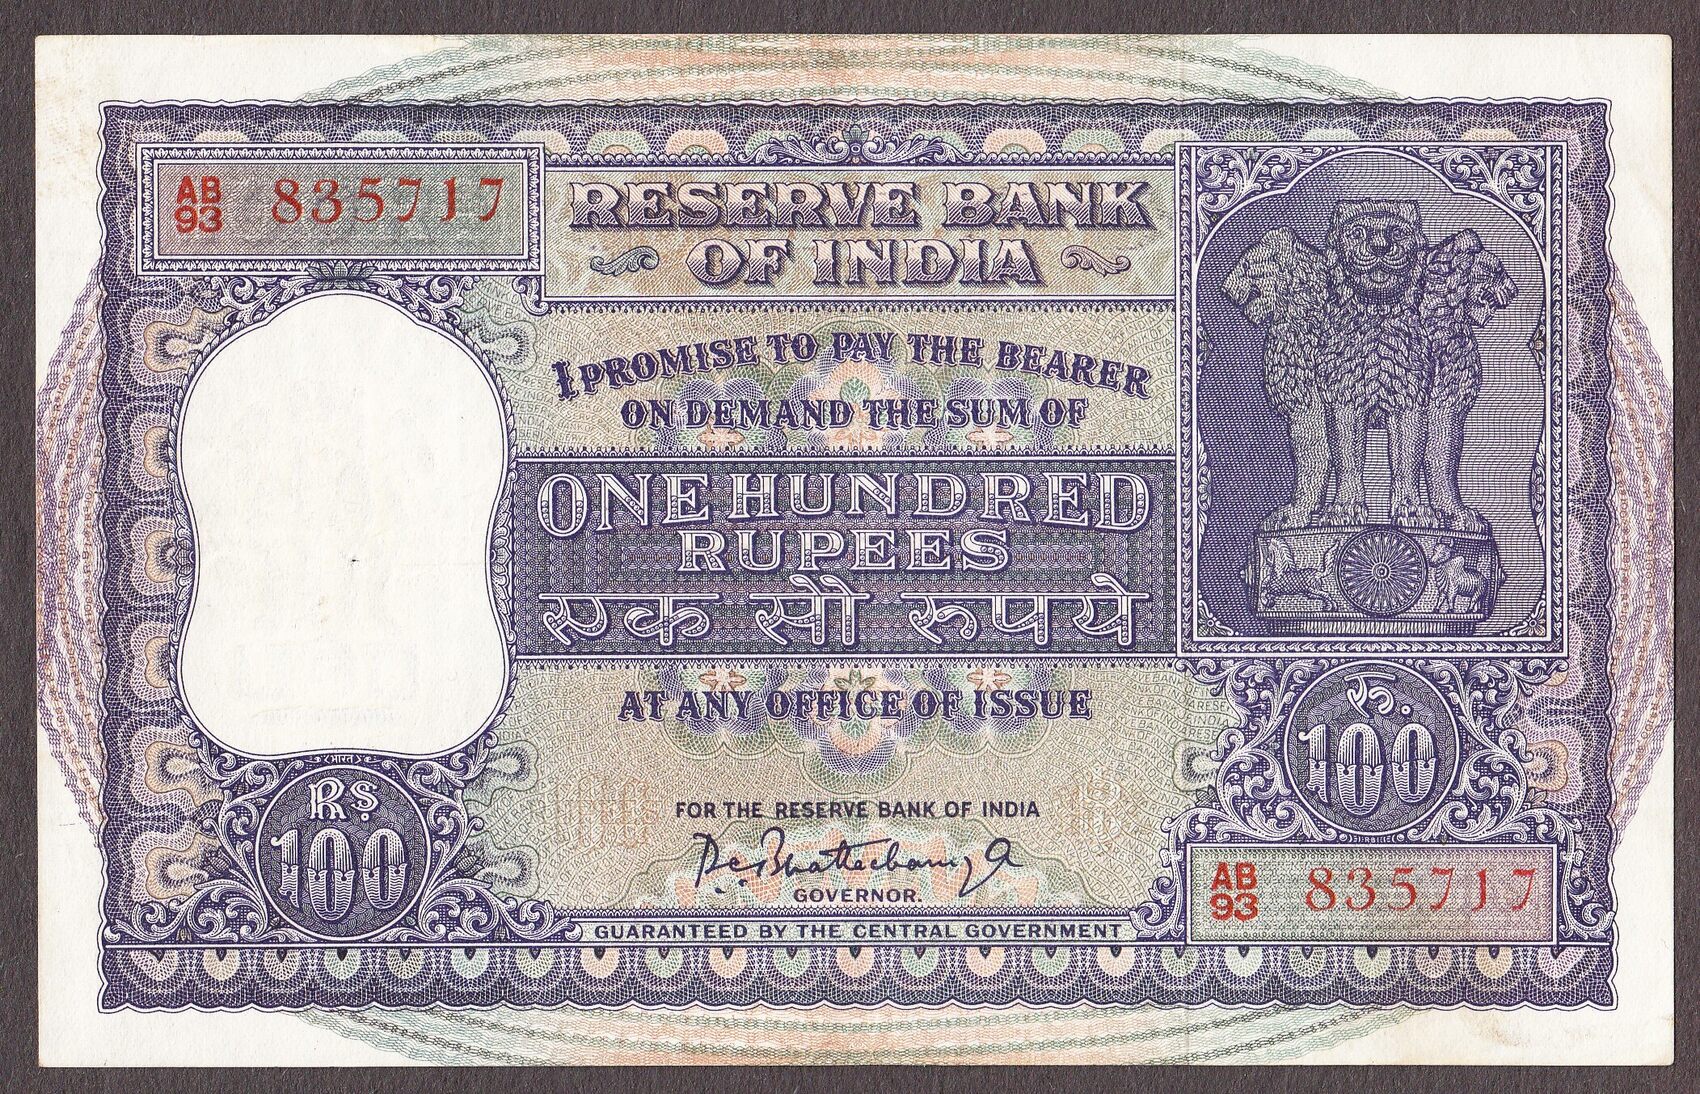 AB
93 835717
RESERVE BANK
OF INDIA
I PROMISE TO PAY THE BEARER
ON DEMAND THE SUM OF
ONE HUNDRED
RUPEES
एक सौ रुपये
AT ANY OFFICE OF ISSUE
FOR THE RESERVE BANK OF INDIA
GOVERNOR.
GUARANTEED BY THE CENTRAL GOVERNMENT
भारत
RS
100
रु.
100
AB
93 835717